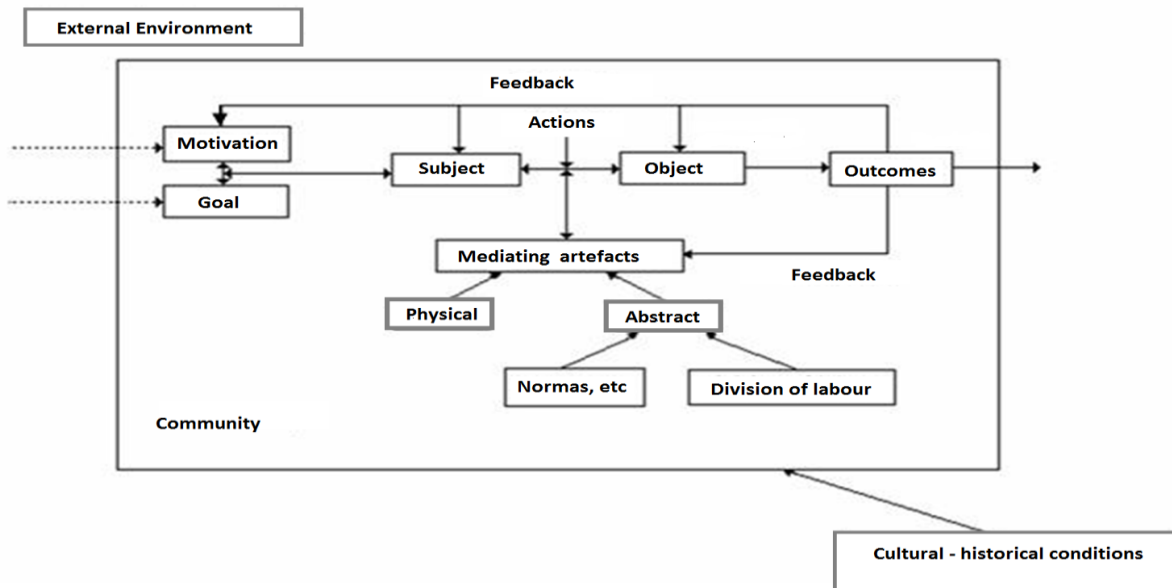 External Environment
Feedback
Actions
Motivation
Subject
Object
Outcomes
Goal
Mediating artefacts
Feedback
Physical
Abstract
Normas, etc
Division of labour
Community
Cultural - historical conditions